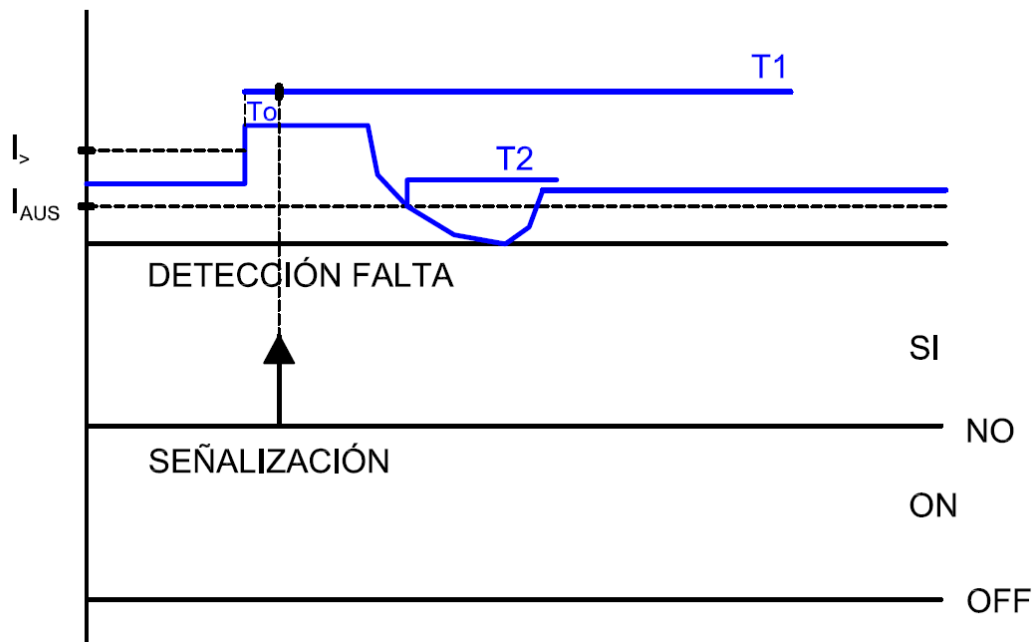 T1
To
I>
T2
IAUS
DETECCIÓN FALTA
SI
NO
SEÑALIZACIÓN
ON
OFF